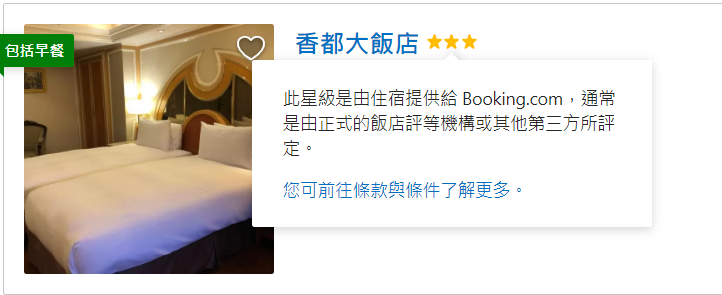 包括早餐
香都大飯店
此星級是由住宿提供給 Booking.com，通常
是由正式的飯店評等機構或其他第三方所評
定。
您可前往條款與條件了解更多。